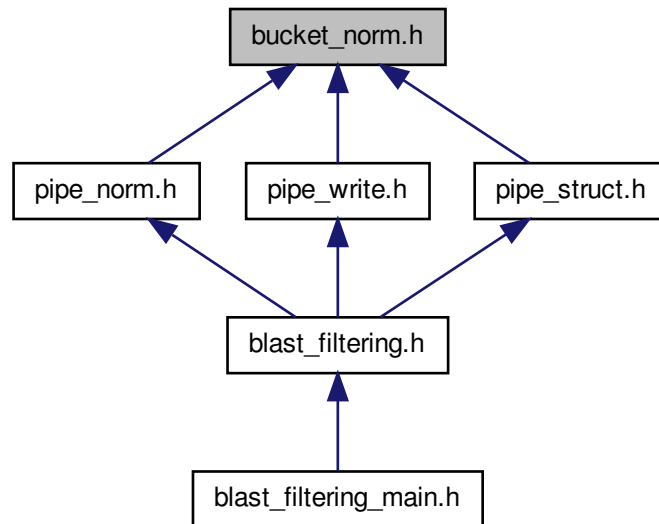 bucket_norm.h
pipe_norm.h
pipe_write.h
pipe_struct.h
blast_filtering.h
blast_filtering_main.h